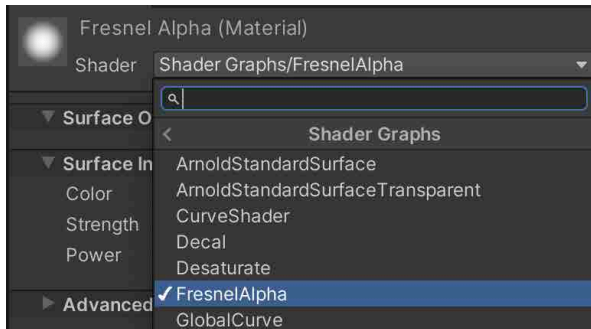 Fresnel Alpha (Material)
Shader Shader Graphs/FresnelAlpha
Surface O
Shader Graphs
Surface In
ArnoldStandardSurface
Color
ArnoldStandardSurfaceTransparent
Strength
CurveShader
Power
Decal
Desaturate
FresnelAlpha
Advanced
GlobalCurve